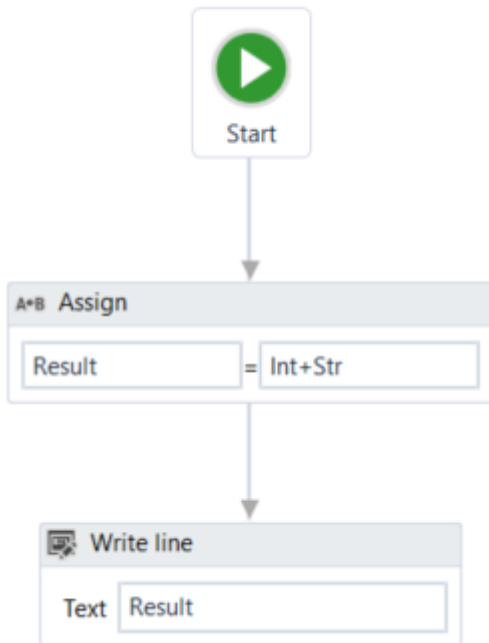 Start
A+B Assign
Result = Int+Str
Write line
Text Result